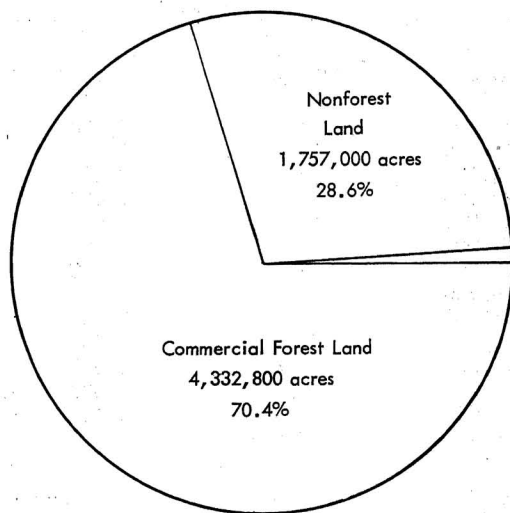 Nonforest
Land
1,757,000 acres
28.6%
Commercial Forest Land
4,332,800 acres
70.4%